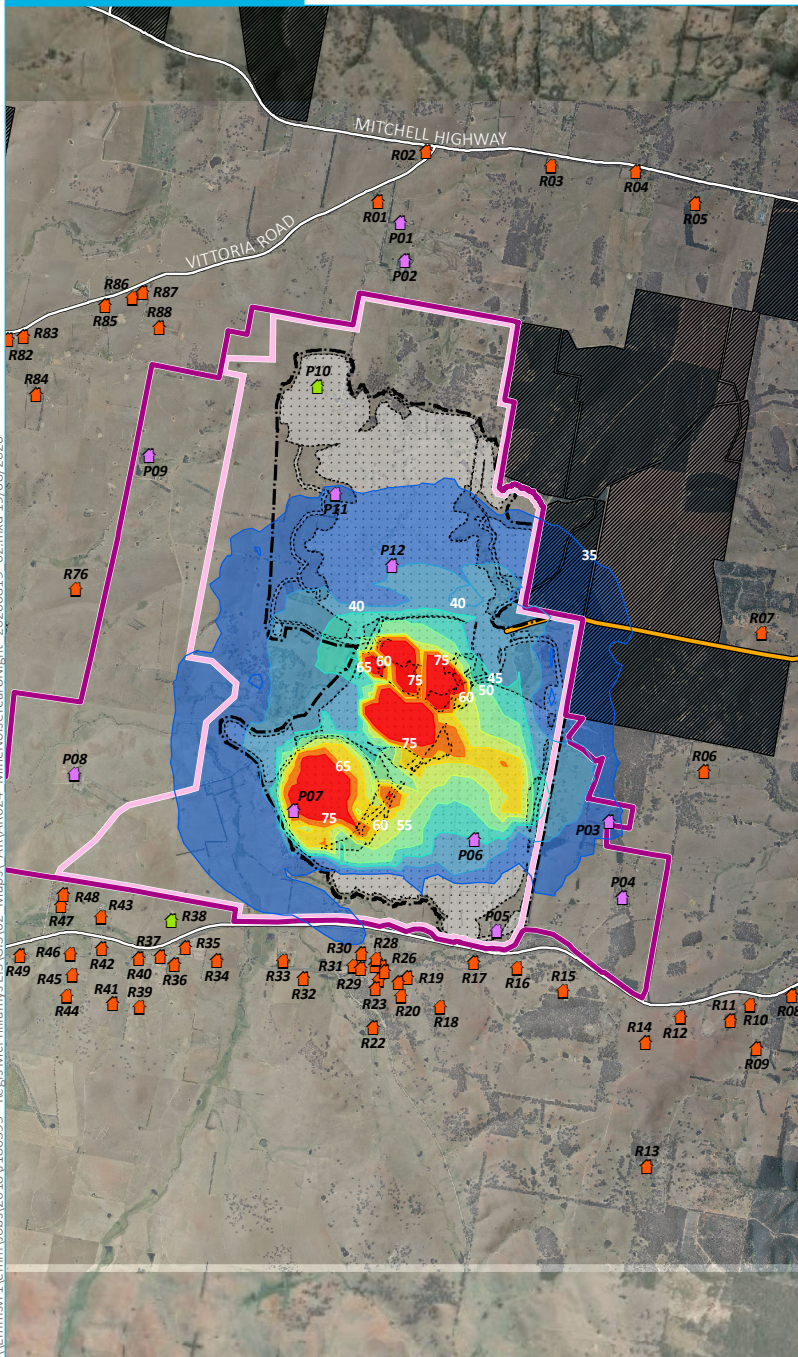 MITCHELL HIGHWAY
R02
R03
R04
R05
R01
P01
VITTORIA ROAD
P02
R86
R87
R85
R88
R83
R82
P10
R84
P09
P11
35
P12
R76
40
40
R07
60
75
65
75
45
50
60
75
R06
65
P08
P07
75
60
55
P03
P06
P04
R48
R43
R38
R47
P05
R46
R37
R35
R30
R28
R49
R42
R40
R36
R34
R33
R31
R26
R45
R29
R19
R17
R16
R32
R15
R44
R41
R39
R23
R20
R18
R11
R10
R08
R22
R14
R12
R09
R13